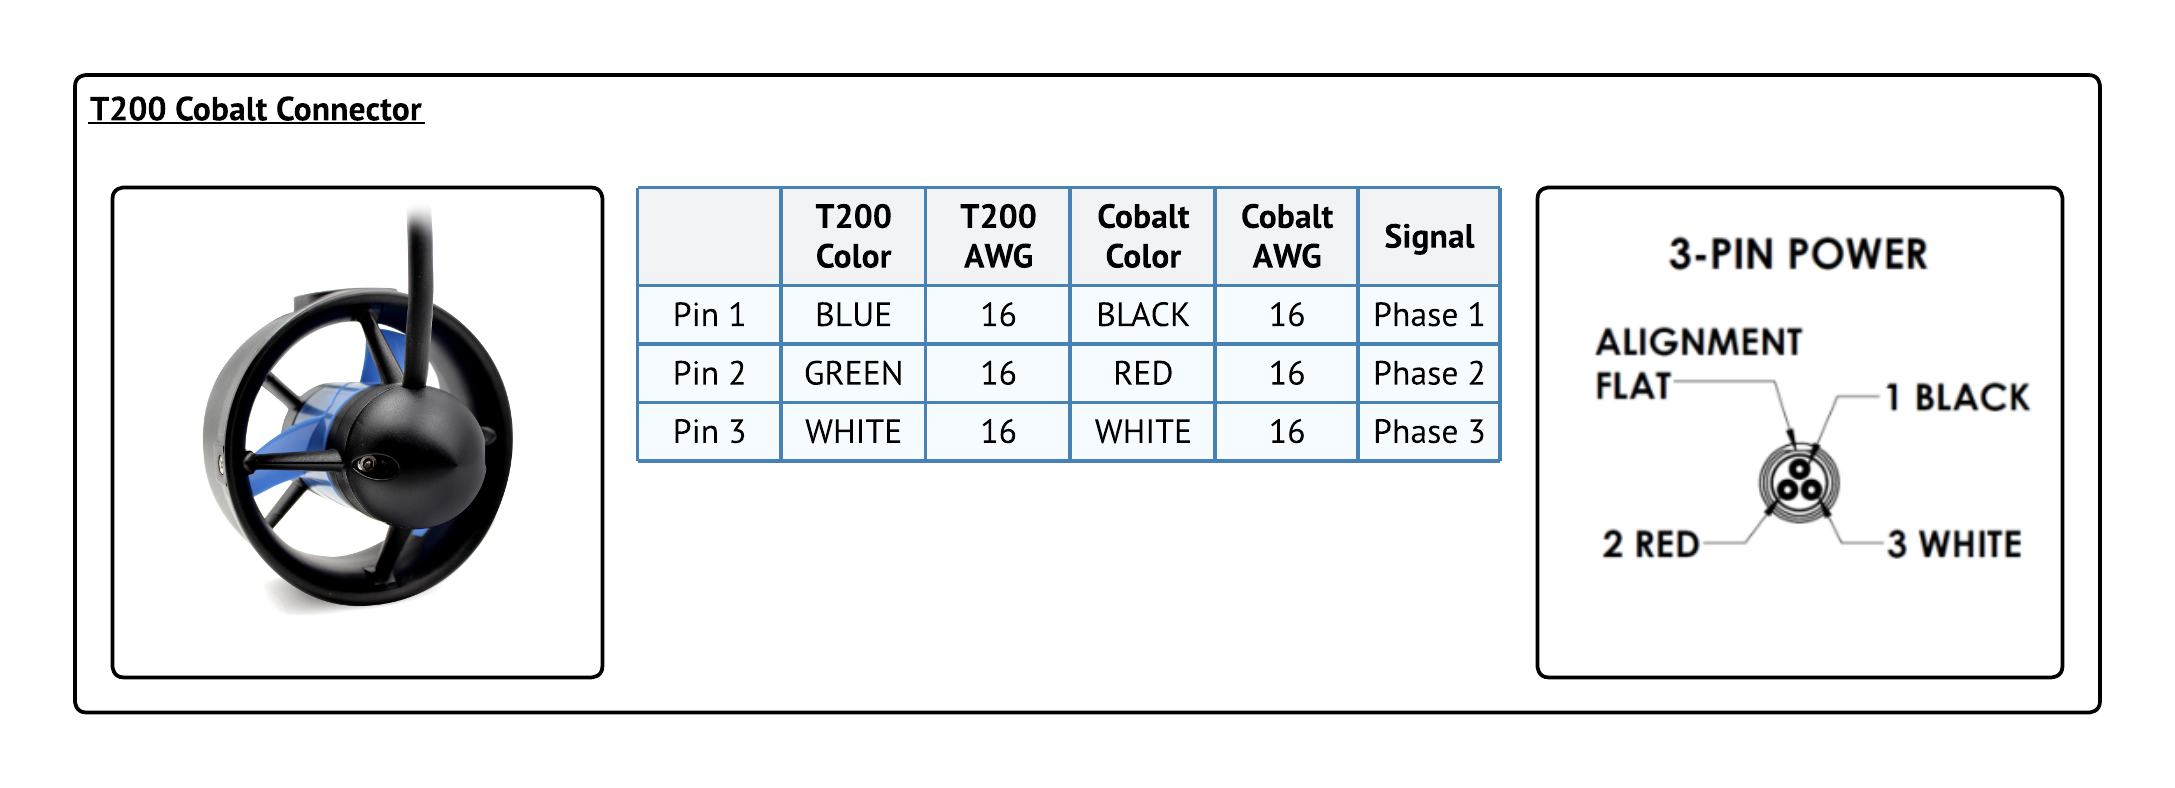 T200 Cobalt Connector
T200 Color T200 AWG Cobalt Color Cobalt AWG Signal
Pin 1 BLUE 16 BLACK 16 Phase 1
Pin 2 GREEN 16 RED 16 Phase 2
Pin 3 WHITE 16 WHITE 16 Phase 3
3-PIN POWER
ALIGNMENT
FLAT
1 BLACK
2 RED
3 WHITE